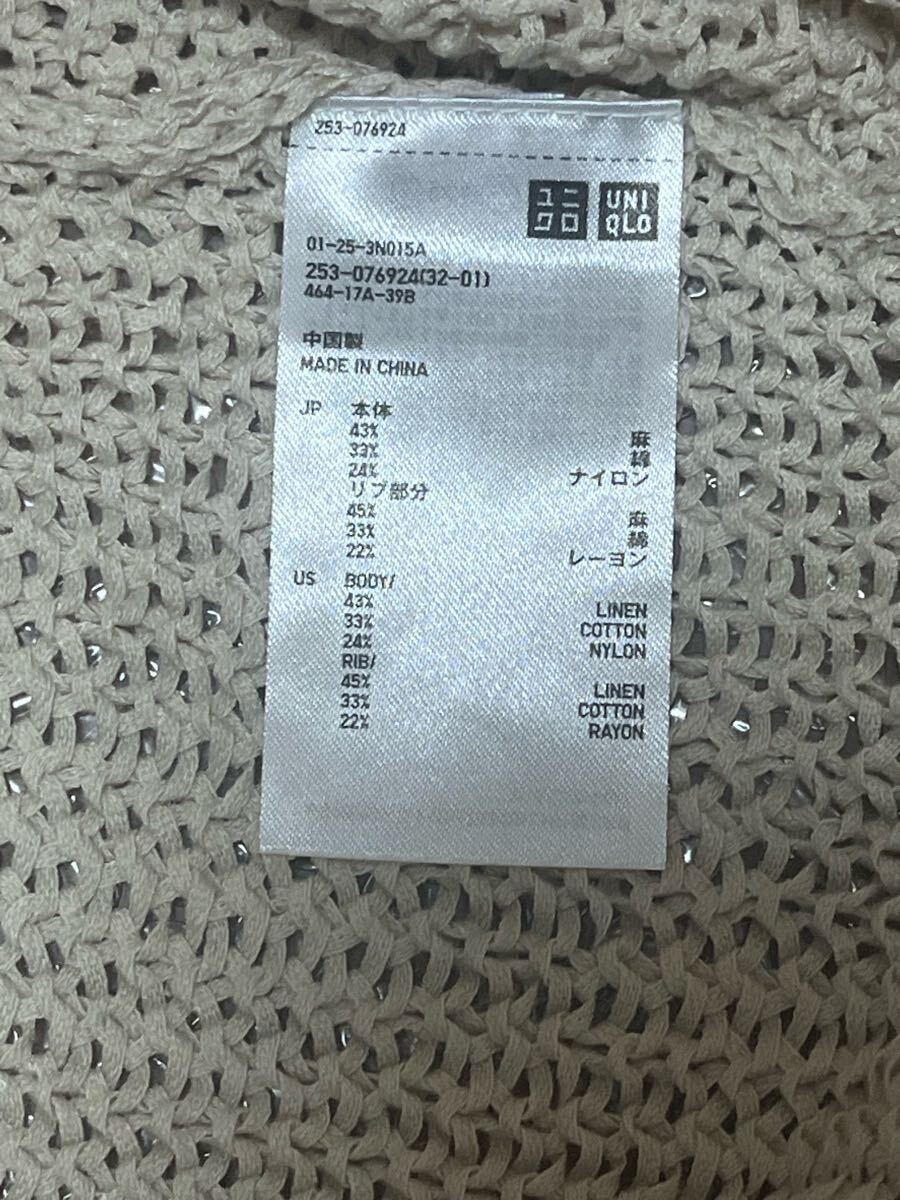 253-076924
ユニ
クロ
UNI
QLO
01-25-3N015A
253-076924(32-01)
464-17A-39B
中国製
MADE IN CHINA
JP 本体
43% 麻
33% 綿
24% ナイロン
リブ部分
45% 麻
33% 綿
22% レーヨン
US BODY/
43% LINEN
33% COTTON
24% NYLON
RIB/
45% LINEN
33% COTTON
22% RAYON